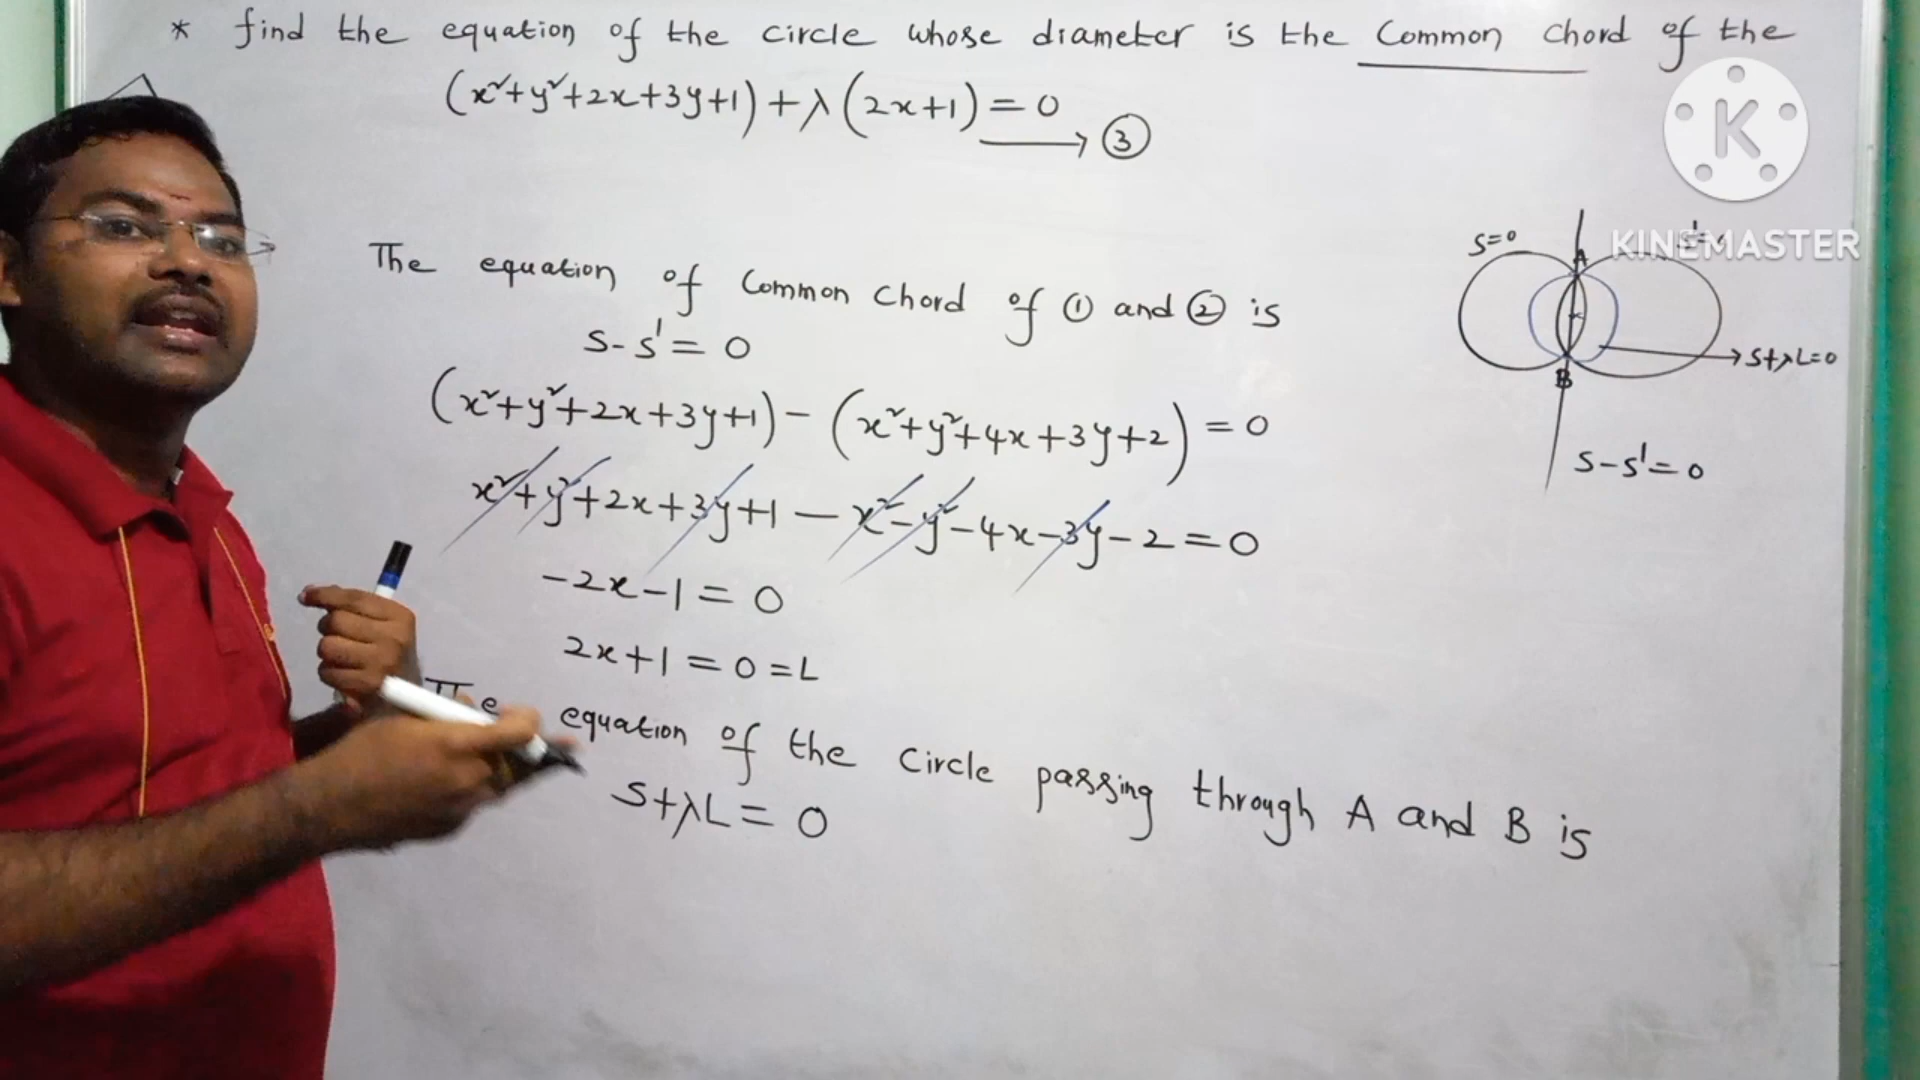 * find the equation of the circle whose diameter is the common chord of the
(x²+y²+2x+3y+1)+λ(2x+1)=0
→ ③
The equation of common chord of ① and ② is
S-S'=0
(x²+y²+2x+3y+1)-(x²+y²+4x+3y+2)=0
x²+y²+2x+3y+1-x²-y²-4x-3y-2=0
-2x-1=0
2x+1=0=L
The equation of the circle passing through A and B is
S+λL=0
K
KINEMASTER
S=0
S'=0
A
B
→S+λL=0
S-S'=0